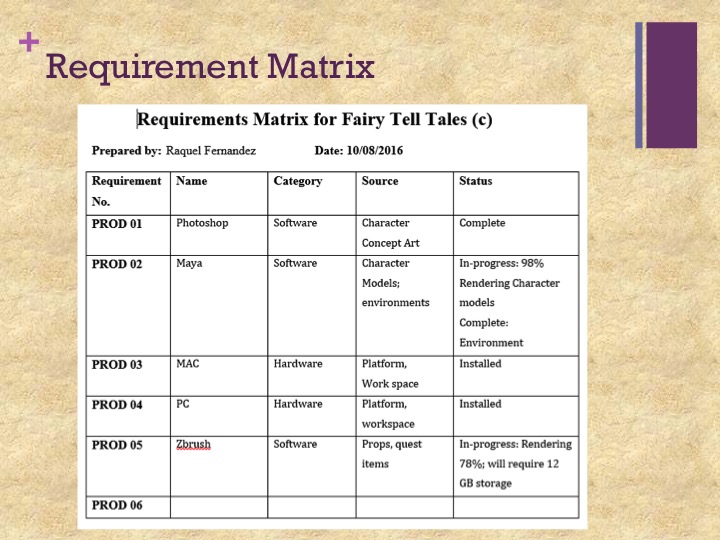 +
Requirement Matrix
Requirements Matrix for Fairy Tell Tales (c)
Prepared by: Raquel Fernandez Date: 10/08/2016
Requirement No. Name Category Source Status
PROD 01 Photoshop Software Character Concept Art Complete
PROD 02 Maya Software Character Models; environments In-progress: 98% Rendering Character models Complete: Environment
PROD 03 MAC Hardware Platform, Work space Installed
PROD 04 PC Hardware Platform, workspace Installed
PROD 05 Zbrush Software Props, quest items In-progress: Rendering 78%; will require 12 GB storage
PROD 06